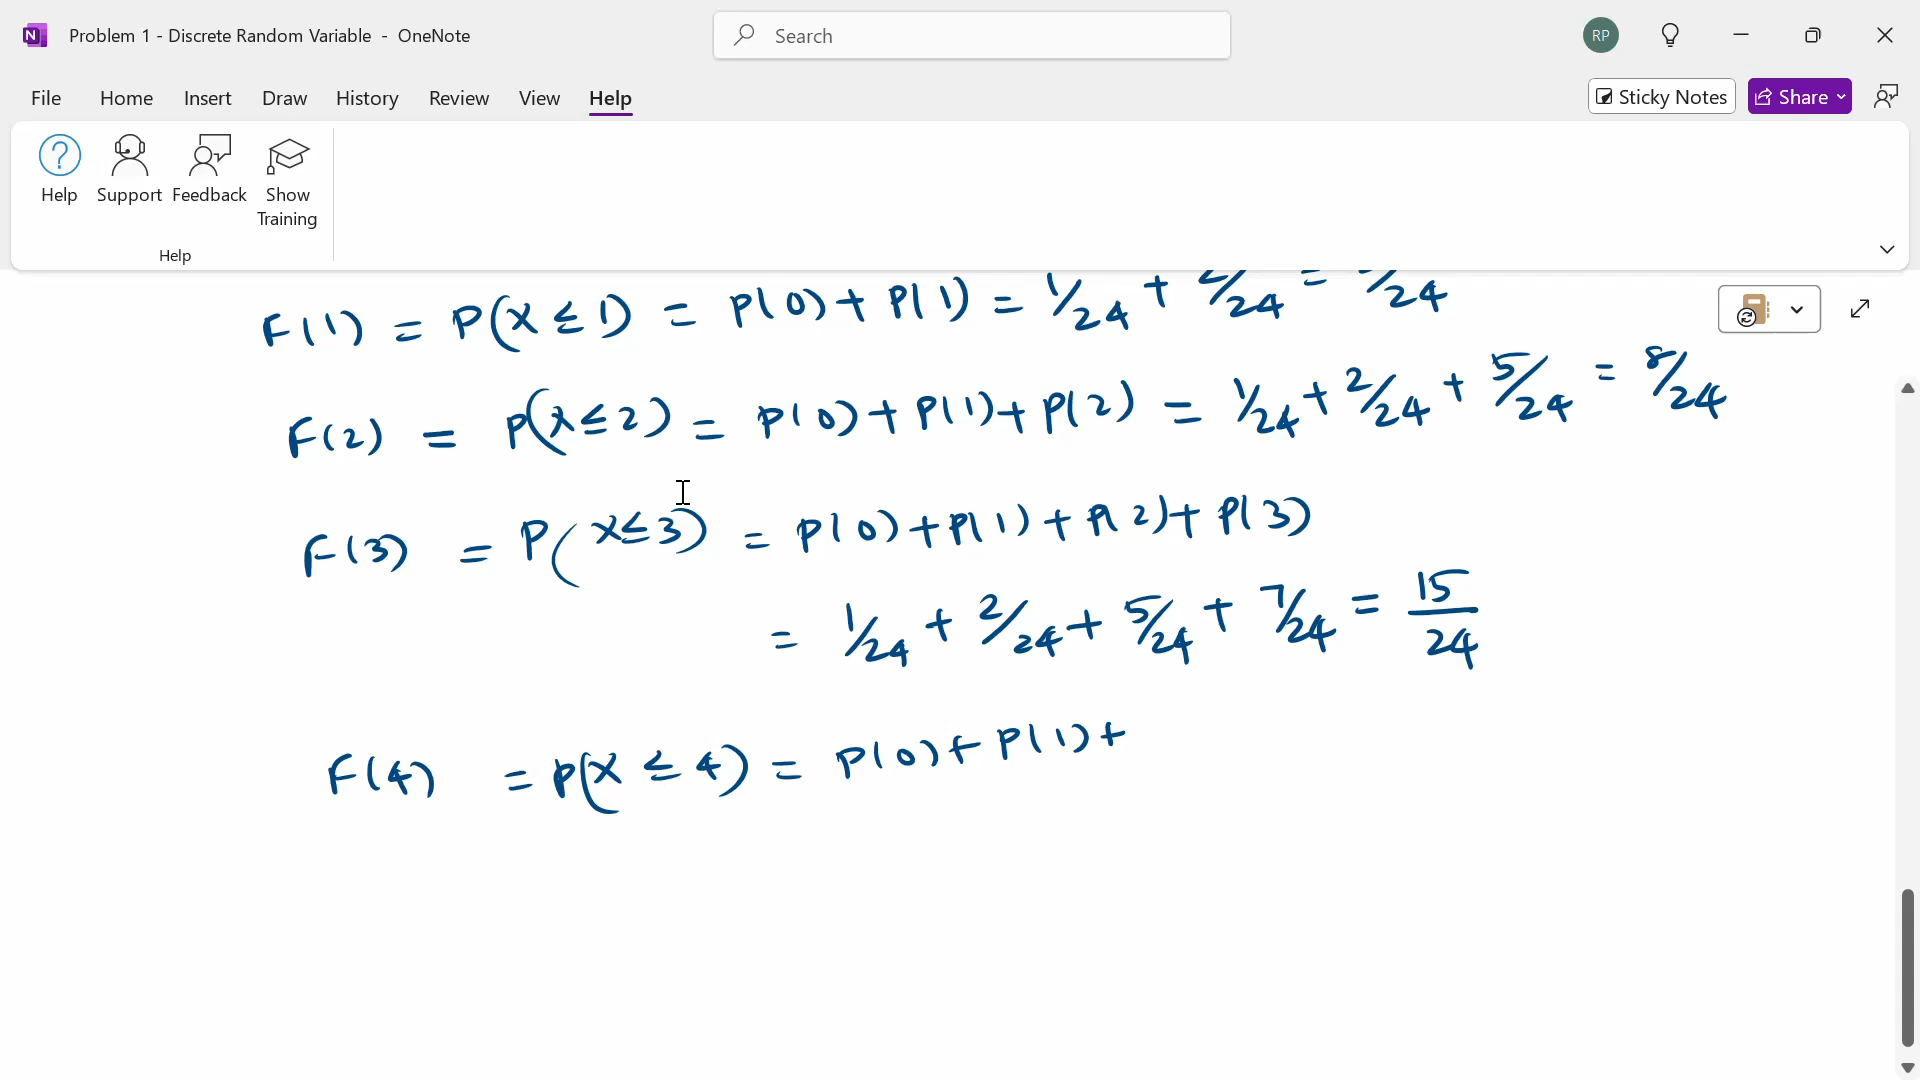 Problem 1 - Discrete Random Variable - OneNote
Search
RP
File Home Insert Draw History Review View Help
Sticky Notes
Share
Help Support Feedback Show Training
Help
F(1) = P(X ≤ 1) = P(0) + P(1) = 1/24 + 2/24 = 3/24
F(2) = P(X ≤ 2) = P(0) + P(1) + P(2) = 1/24 + 2/24 + 5/24 = 8/24
F(3) = P(X ≤ 3) = P(0) + P(1) + P(2) + P(3)
= 1/24 + 2/24 + 5/24 + 7/24 = 15/24
F(4) = P(X ≤ 4) = P(0) + P(1) +